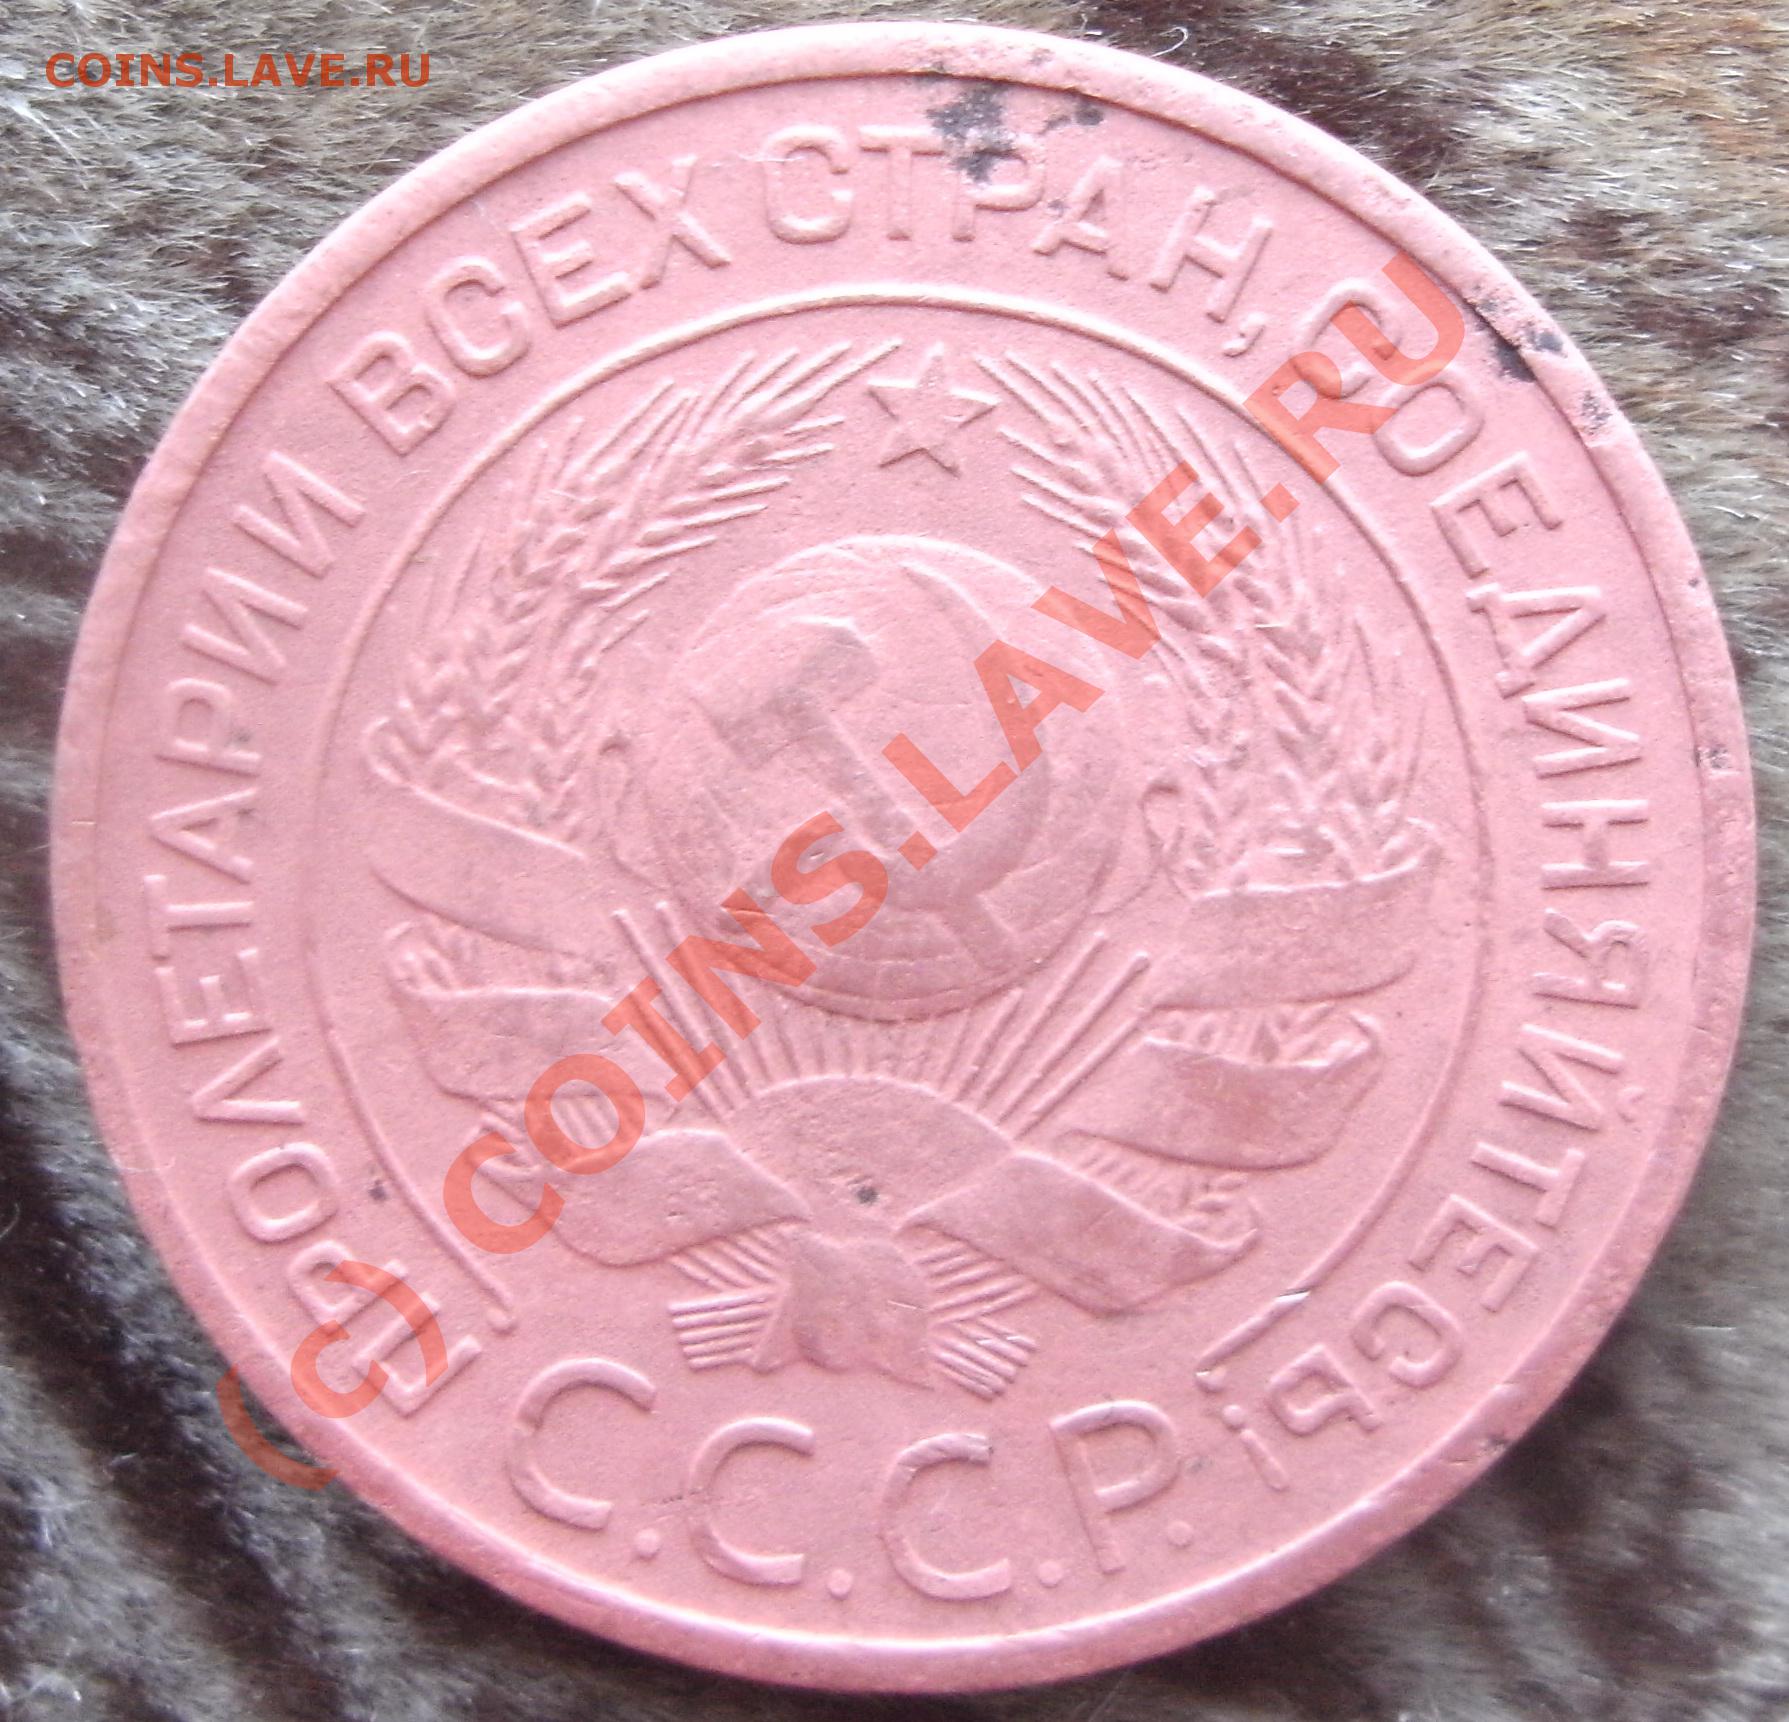 COINS.LAVE.RU
ПРОЛЕТАРИИ ВСЕХ СТРАН, СОЕДИНЯЙТЕСЬ!
С.С.С.Р.
(c) COINS.LAVE.RU